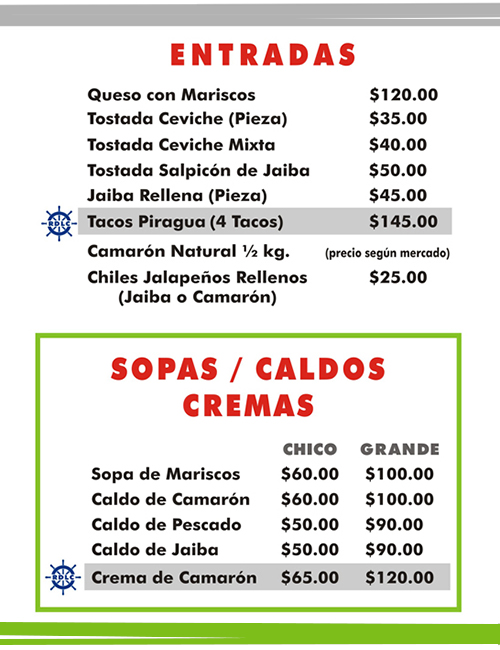 ENTRADAS
Queso con Mariscos $120.00
Tostada Ceviche (Pieza) $35.00
Tostada Ceviche Mixta $40.00
Tostada Salpicón de Jaiba $50.00
Jaiba Rellena (Pieza) $45.00
RDLC Tacos Piragua (4 Tacos) $145.00
Camarón Natural ½ kg. (precio según mercado)
Chiles Jalapeños Rellenos $25.00
(Jaiba o Camarón)
SOPAS / CALDOS
CREMAS
CHICO GRANDE
Sopa de Mariscos $60.00 $100.00
Caldo de Camarón $60.00 $100.00
Caldo de Pescado $50.00 $90.00
Caldo de Jaiba $50.00 $90.00
RDLC Crema de Camarón $65.00 $120.00